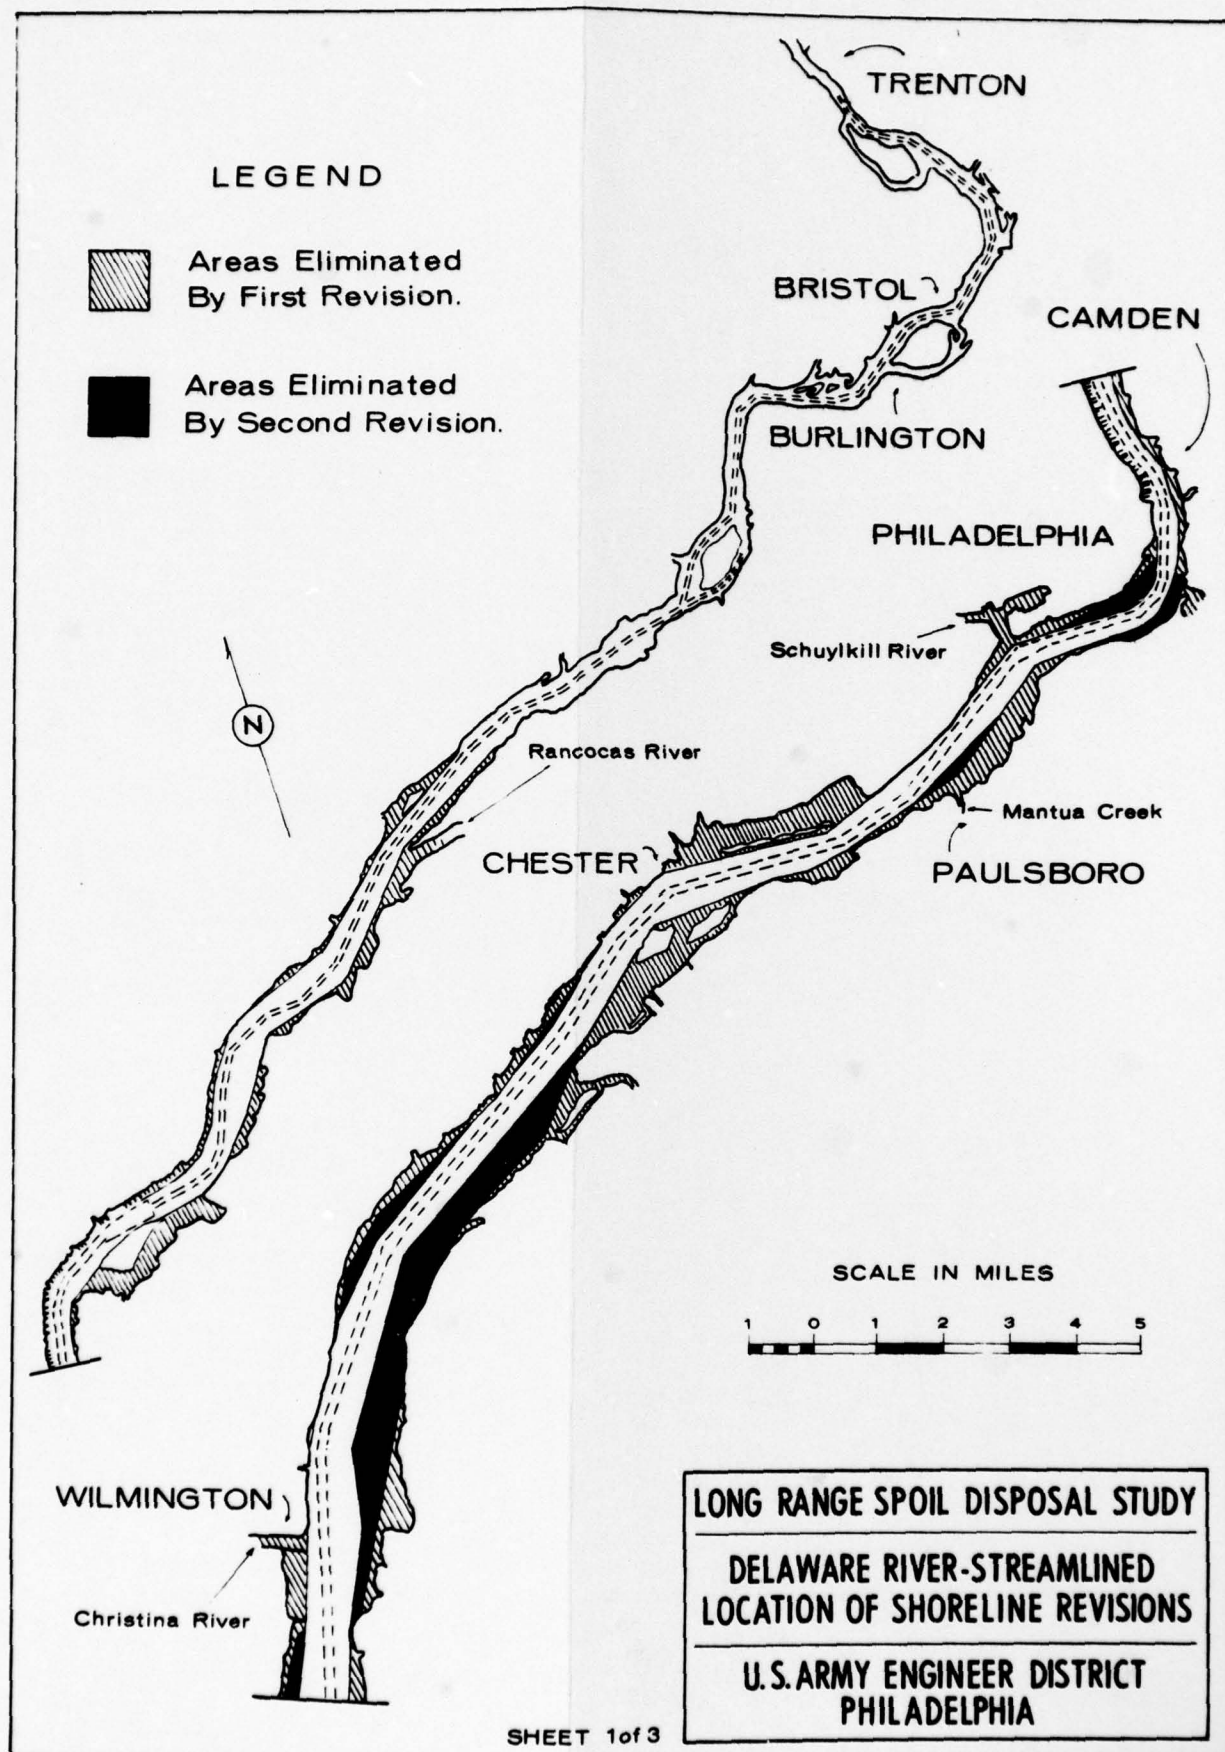 TRENTON
LEGEND
Areas Eliminated
By First Revision.
BRISTOL
CAMDEN
Areas Eliminated
By Second Revision.
BURLINGTON
PHILADELPHIA
Schuylkill River
N
Rancocas River
Mantua Creek
CHESTER
PAULSBORO
SCALE IN MILES
1 0 1 2 3 4 5
WILMINGTON
Christina River
LONG RANGE SPOIL DISPOSAL STUDY
DELAWARE RIVER-STREAMLINED
LOCATION OF SHORELINE REVISIONS
U.S. ARMY ENGINEER DISTRICT
PHILADELPHIA
SHEET 1of 3